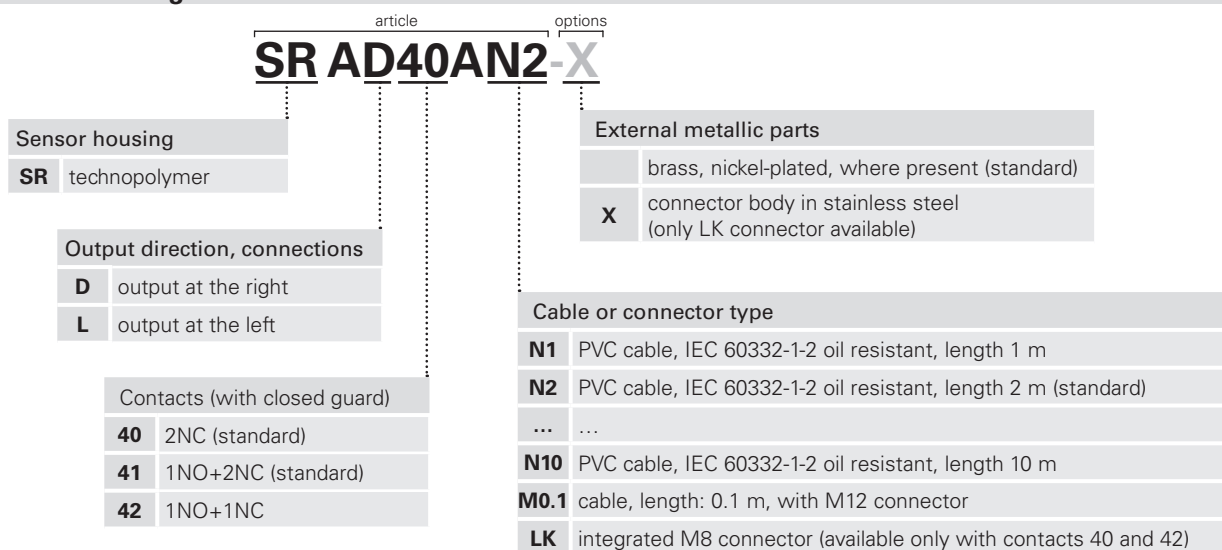 article options
SR AD40AN2-X
Sensor housing
SR technopolymer
Output direction, connections
D output at the right
L output at the left
Contacts (with closed guard)
40 2NC (standard)
41 1NO+2NC (standard)
42 1NO+1NC
External metallic parts
brass, nickel-plated, where present (standard)
X connector body in stainless steel
(only LK connector available)
Cable or connector type
N1 PVC cable, IEC 60332-1-2 oil resistant, length 1 m
N2 PVC cable, IEC 60332-1-2 oil resistant, length 2 m (standard)
... ...
N10 PVC cable, IEC 60332-1-2 oil resistant, length 10 m
M0.1 cable, length: 0.1 m, with M12 connector
LK integrated M8 connector (available only with contacts 40 and 42)